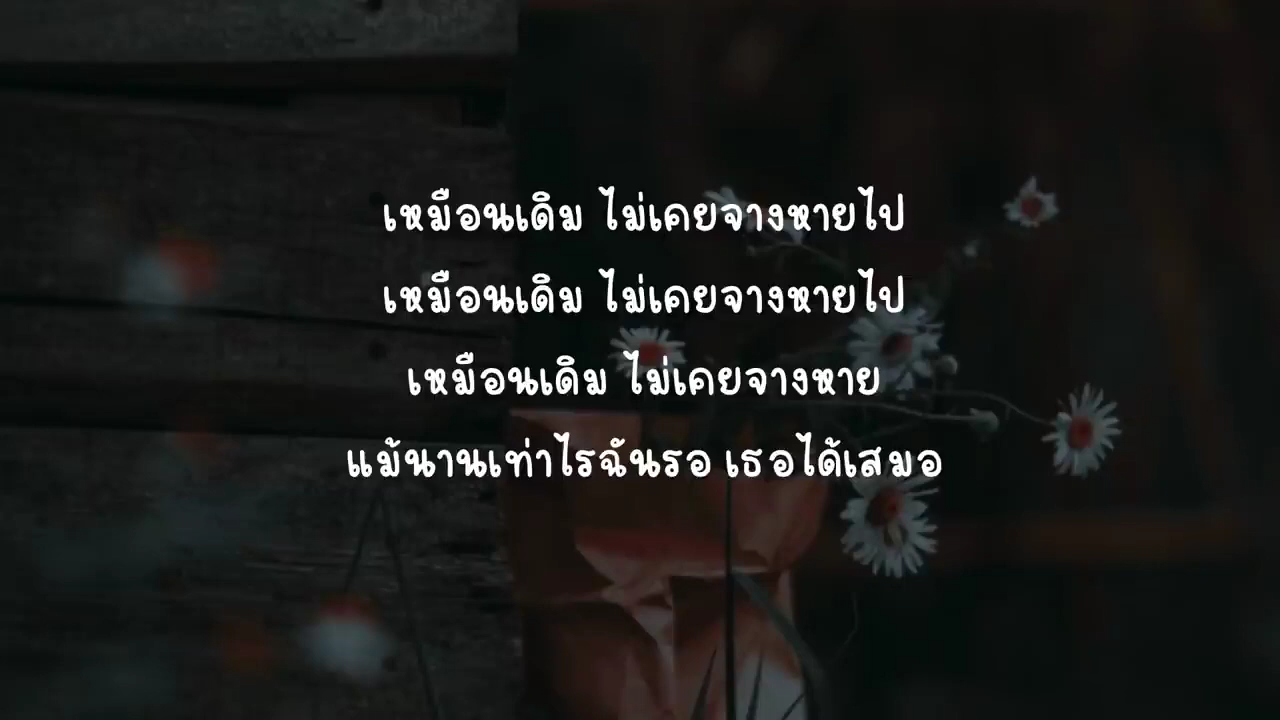 เหมือนเดิม ไม่เคยจางหายไป
เหมือนเดิม ไม่เคยจางหายไป
เหมือนเดิม ไม่เคยจางหาย
แม้นานเท่าไรฉันรอ เธอได้เสมอ